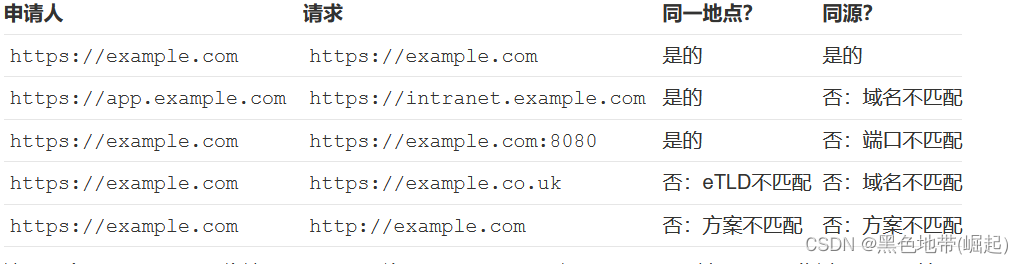 申请人 请求 同一地点? 同源?
https://example.com https://example.com 是的 是的
https://app.example.com https://intranet.example.com 是的 否：域名不匹配
https://example.com https://example.com:8080 是的 否：端口不匹配
https://example.com https://example.co.uk 否：eTLD不匹配 否：域名不匹配
https://example.com http://example.com 否：方案不匹配 否：方案不匹配
CSDN @黑色地带(崛起)